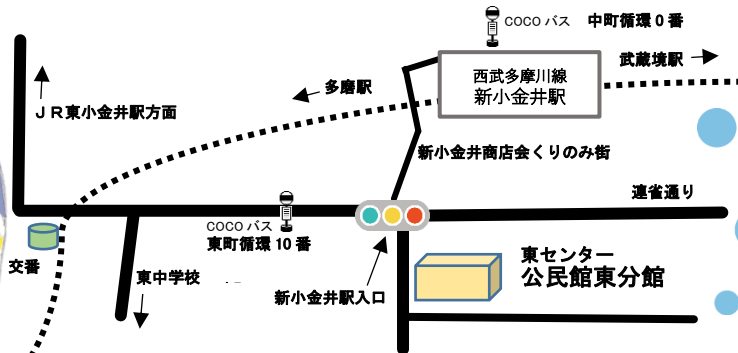 COCO バス 中町循環 0 番
武蔵境駅
西武多摩川線
新小金井駅
多磨駅
JR東小金井駅方面
新小金井商店会くりのみ街
連雀通り
COCO バス
東町循環 10 番
交番
東中学校
新小金井駅入口
東センター
公民館東分館